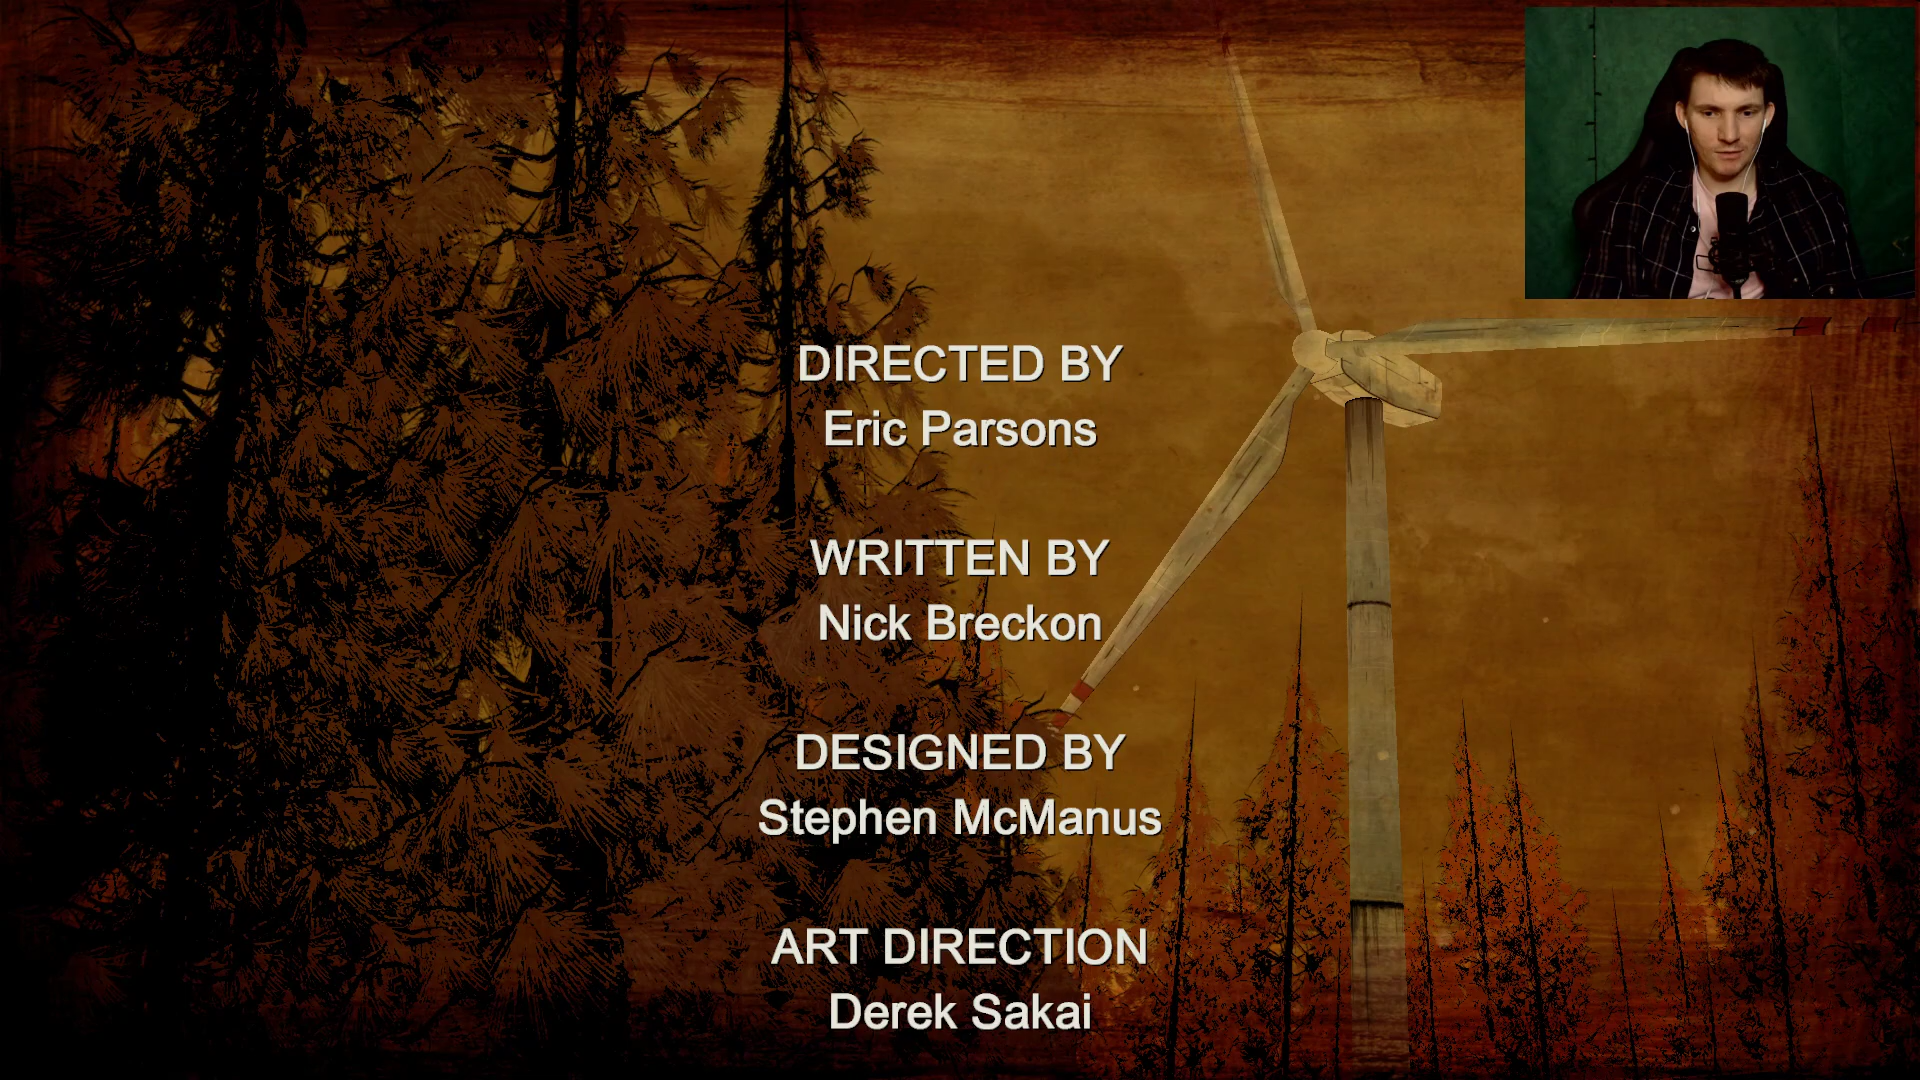 DIRECTED BY
Eric Parsons
WRITTEN BY
Nick Breckon
DESIGNED BY
Stephen McManus
ART DIRECTION
Derek Sakai